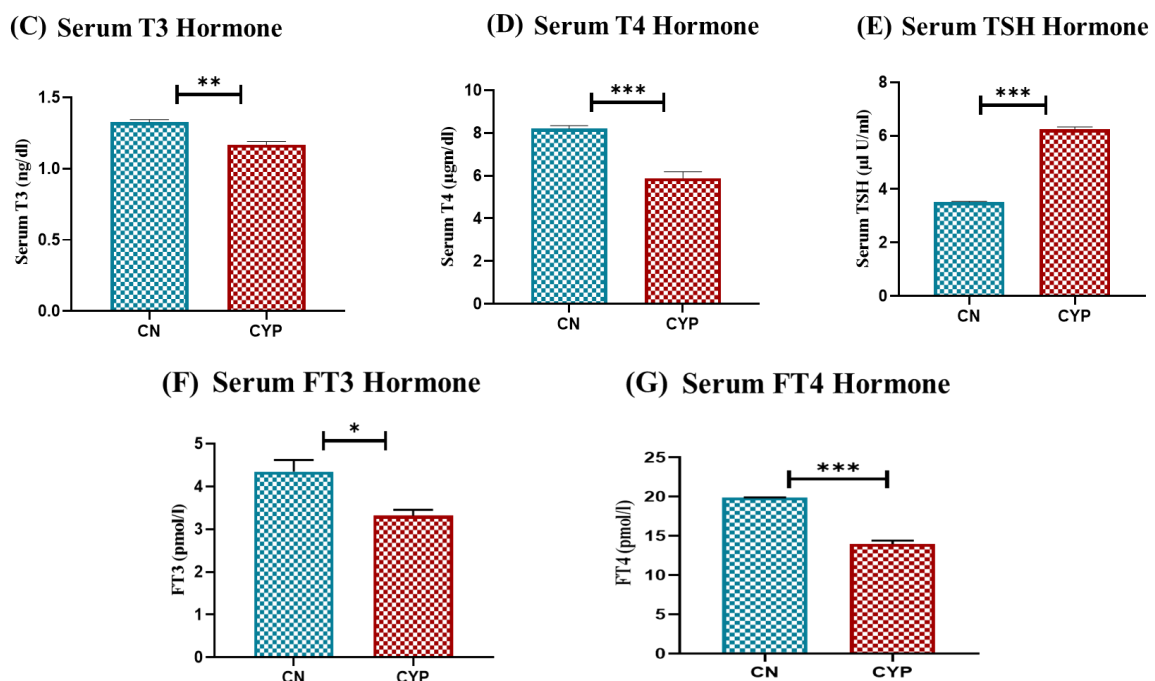 (C) Serum T3 Hormone
**
Serum T3 (ng/dl)
1.5
1.0
0.5
0.0
CN
CYP
(D) Serum T4 Hormone
***
Serum T4 (µgm/dl)
10
8
6
4
2
0
CN
CYP
(E) Serum TSH Hormone
***
Serum TSH (µl U/ml)
8
6
4
2
0
CN
CYP
(F) Serum FT3 Hormone
*
FT3 (pmol/l)
5
4
3
2
1
0
CN
CYP
(G) Serum FT4 Hormone
***
FT4 (pmol/l)
25
20
15
10
5
0
CN
CYP